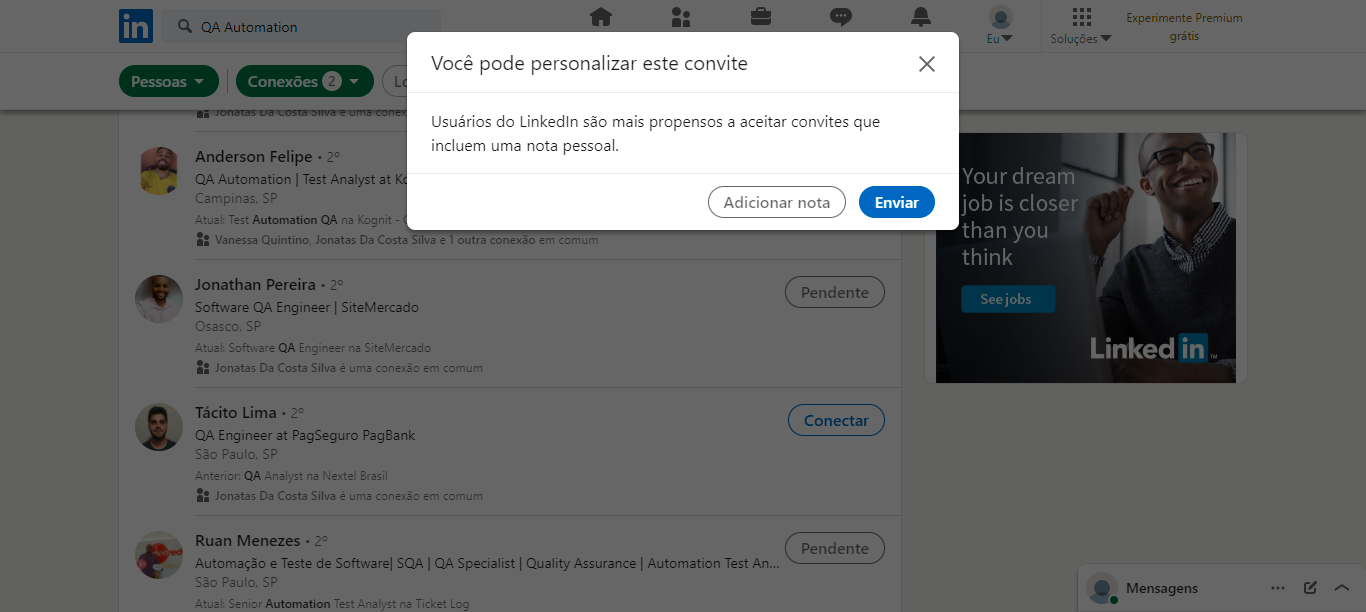 in
QA Automation
Eu
Soluções
Experimente Premium
grátis
Pessoas
Conexões 2
Lo
Você pode personalizar este convite
Usuários do LinkedIn são mais propensos a aceitar convites que
incluem uma nota pessoal.
Adicionar nota
Enviar
Jonatas Da Costa Silva é uma conex
Anderson Felipe • 2º
QA Automation | Test Analyst at Ko
Campinas, SP
Atual: Test Automation QA na Kognit -
Vanessa Quintino, Jonatas Da Costa Silva e 1 outra conexão em comum
Jonathan Pereira • 2º
Pendente
Software QA Engineer | SiteMercado
Osasco, SP
Atual: Software QA Engineer na SiteMercado
Jonatas Da Costa Silva é uma conexão em comum
Tácito Lima • 2º
Conectar
QA Engineer at PagSeguro PagBank
São Paulo, SP
Anterior: QA Analyst na Nextel Brasil
Jonatas Da Costa Silva é uma conexão em comum
Ruan Menezes • 2º
Pendente
Automação e Teste de Software| SQA | QA Specialist | Quality Assurance | Automation Test An...
São Paulo, SP
Atual: Senior Automation Test Analyst na Ticket Log
Your dream
job is closer
than you
think
See jobs
Linked in ™
Mensagens